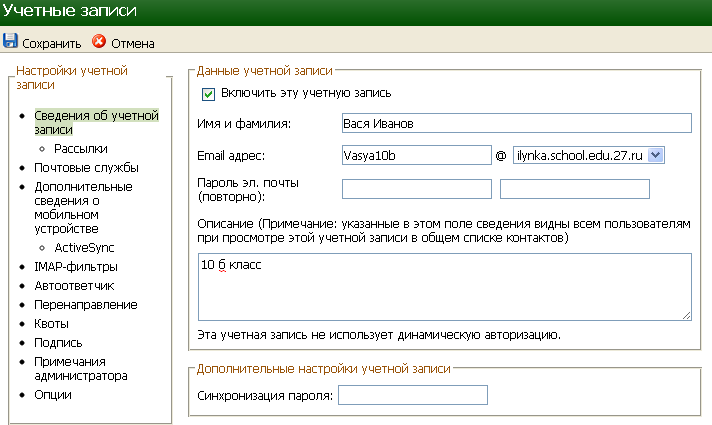 Учетные записи
Сохранить Отмена
Настройки учетной
записи
Сведения об учетной
записи
Рассылки
Почтовые службы
Дополнительные
сведения о
мобильном
устройстве
ActiveSync
IMAP-фильтры
Автоответчик
Перенаправление
Квоты
Подпись
Примечания
администратора
Опции
Данные учетной записи
Включить эту учетную запись
Имя и фамилия: Вася Иванов
Email адрес: Vasya10b @ ilynka.school.edu.27.ru
Пароль эл. почты
(повторно):
Описание (Примечание: указанные в этом поле сведения видны всем пользователям
при просмотре этой учетной записи в общем списке контактов)
10 б класс
Эта учетная запись не использует динамическую авторизацию.
Дополнительные настройки учетной записи
Синхронизация пароля: